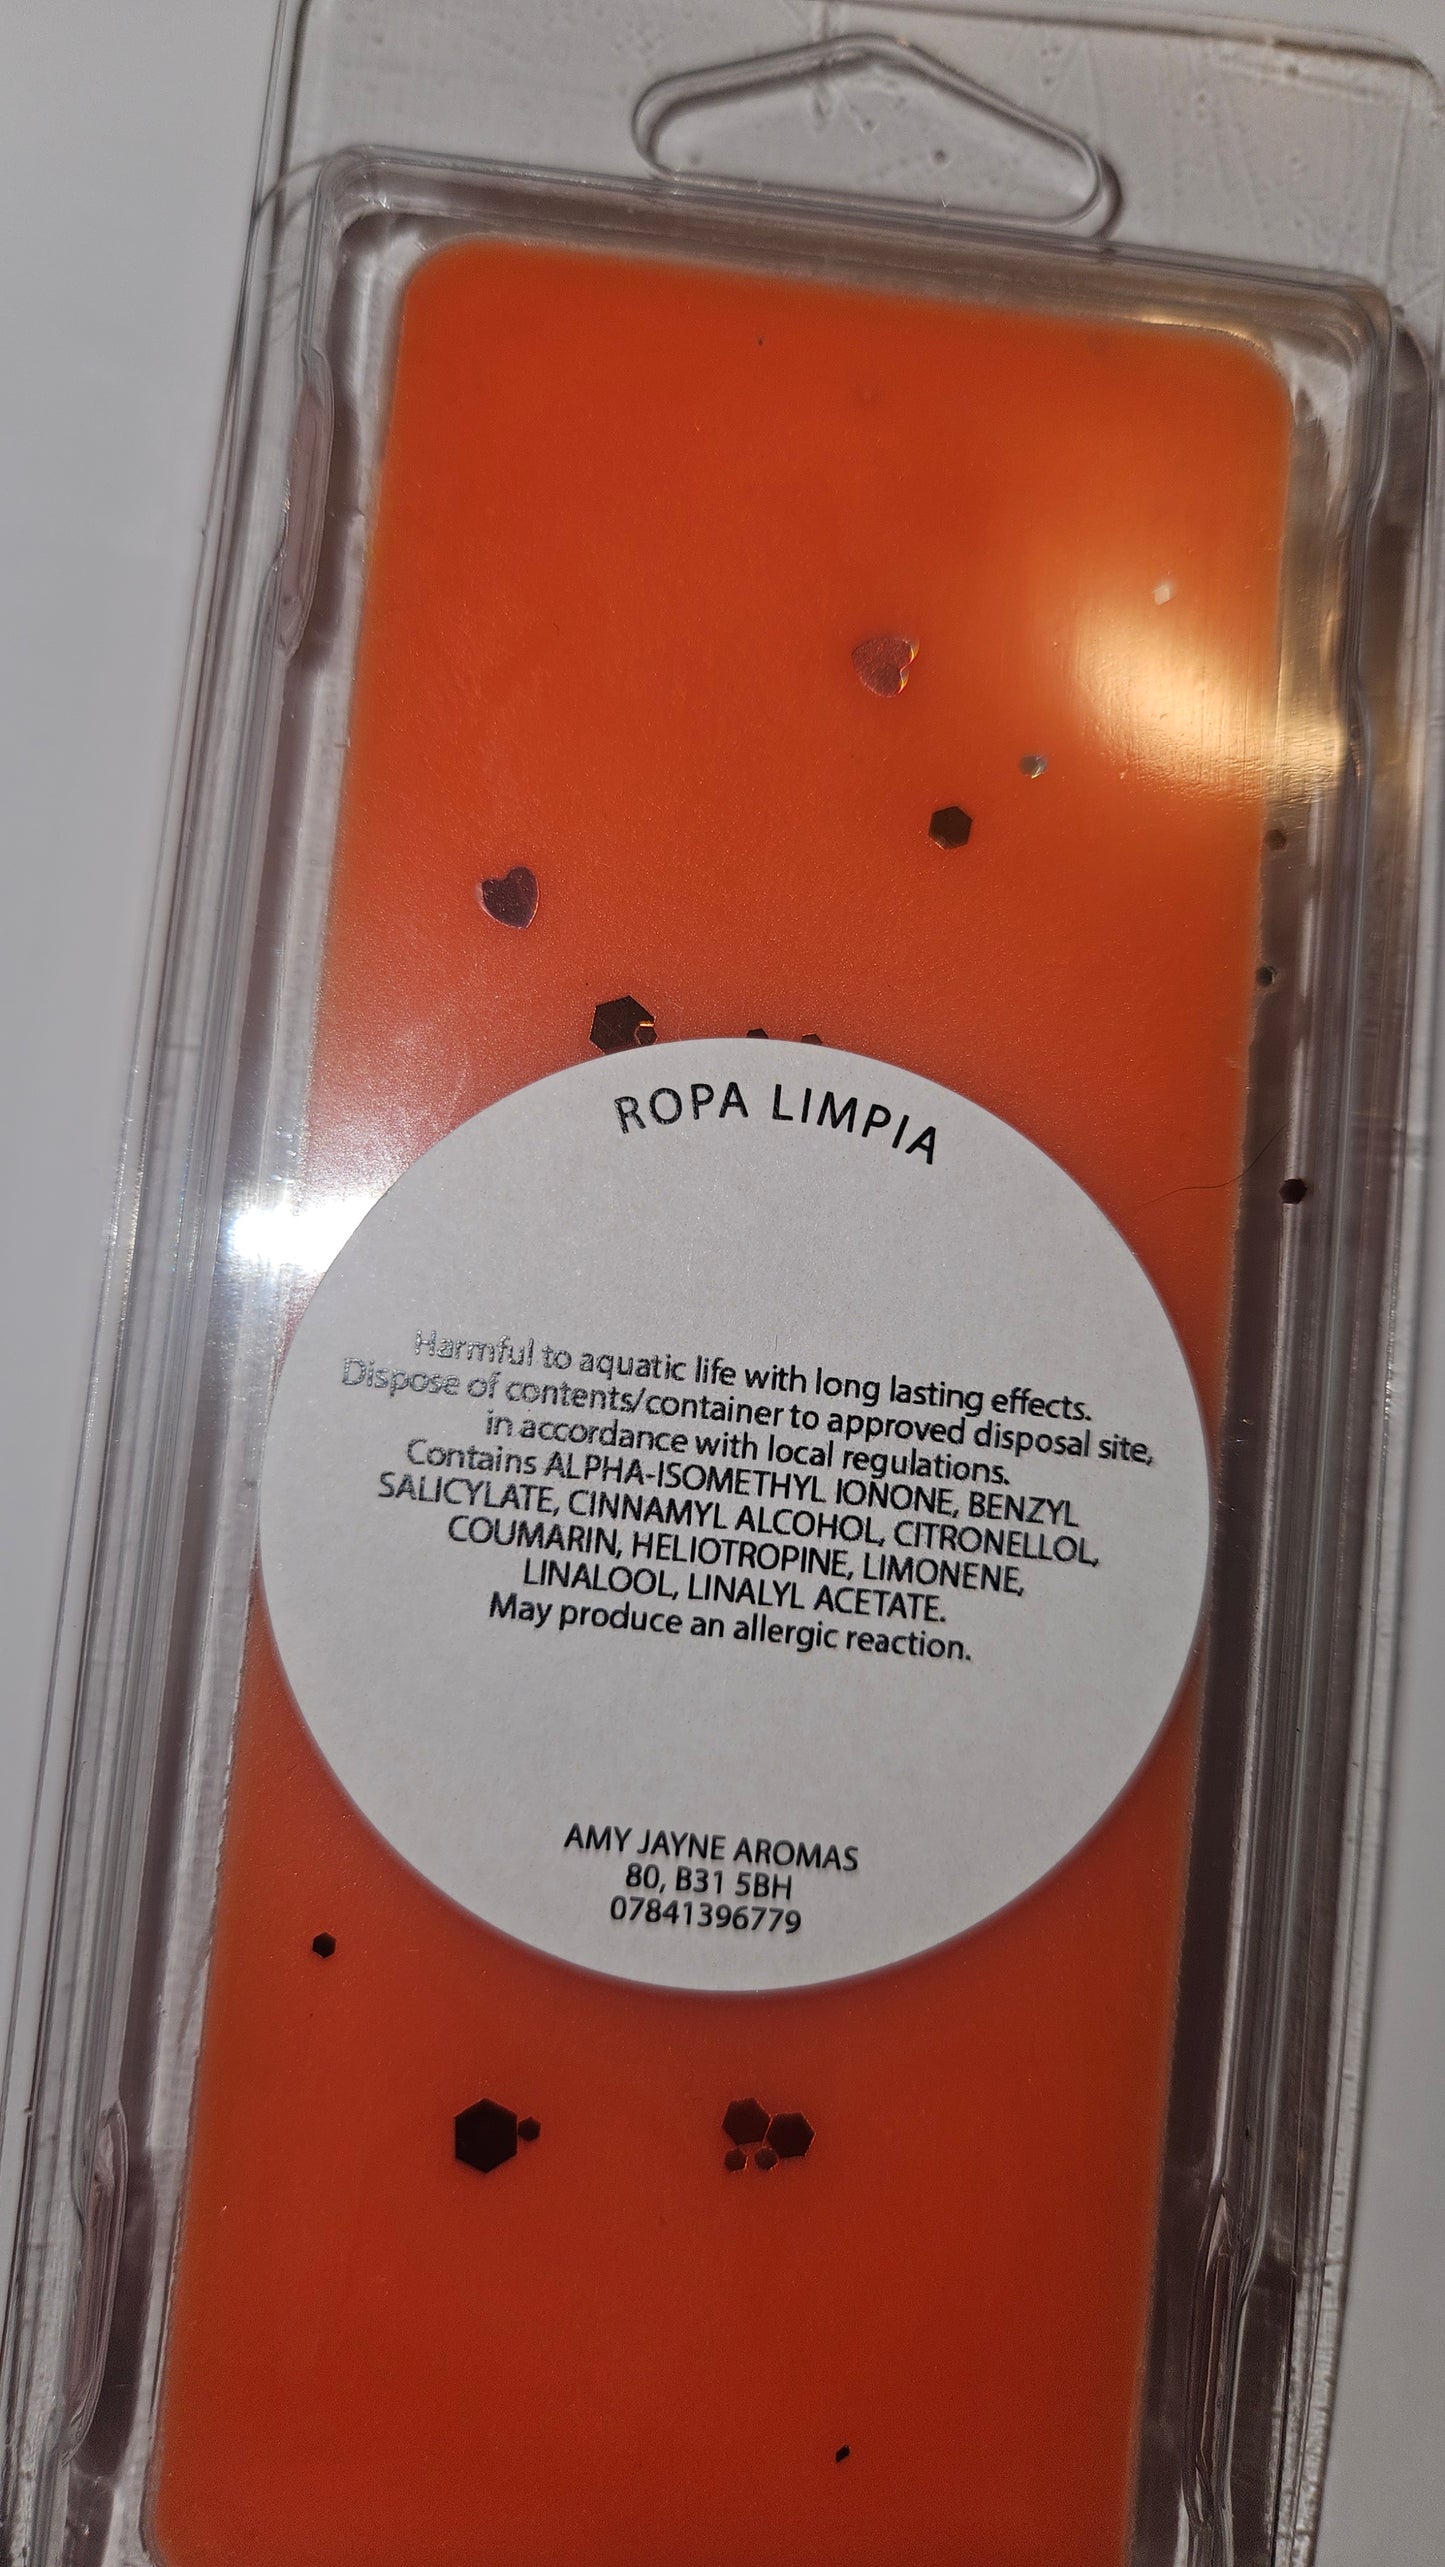 ROPA LIMPIA
Harmful to aquatic life with long lasting effects.
Dispose of contents/container to approved disposal site,
in accordance with local regulations.
Contains ALPHA-ISOMETHYL IONONE, BENZYL
SALICYLATE, CINNAMYL ALCOHOL, CITRONELLOL,
COUMARIN, HELIOTROPINE, LIMONENE,
LINALOOL, LINALYL ACETATE.
May produce an allergic reaction.
AMY JAYNE AROMAS
80, B31 5BH
07841396779